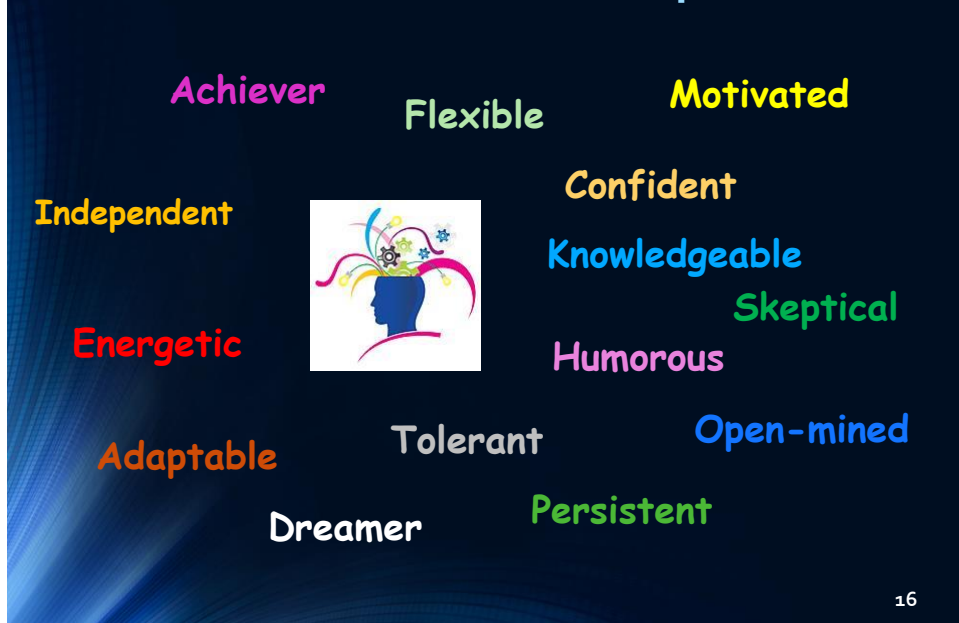 Achiever
Flexible
Motivated
Confident
Independent
Knowledgeable
Skeptical
Energetic
Humorous
Tolerant
Open-mined
Adaptable
Persistent
Dreamer
16